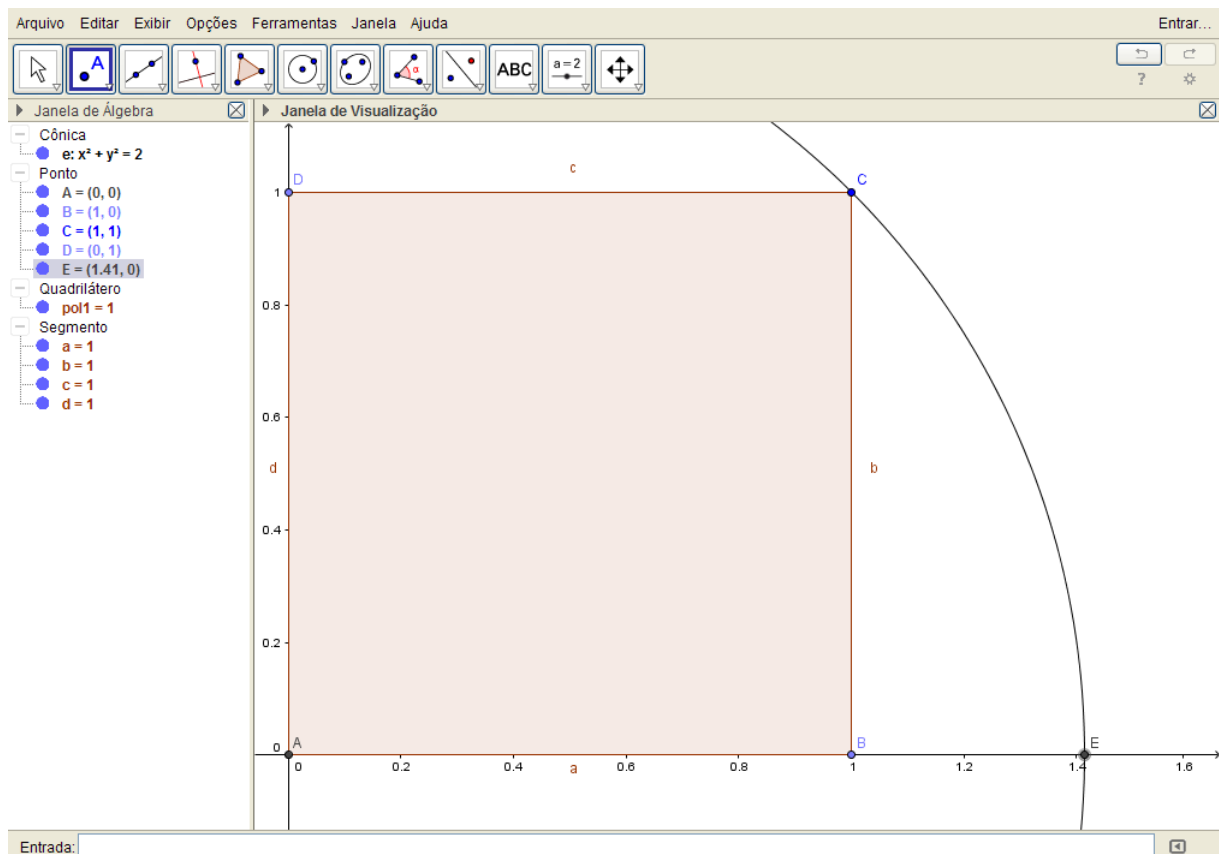 Arquivo Editar Exibir Opções Ferramentas Janela Ajuda Entrar...
A α ABC a = 2
?
Janela de Álgebra
Cônica
e: x² + y² = 2
Ponto
A = (0, 0)
B = (1, 0)
C = (1, 1)
D = (0, 1)
E = (1.41, 0)
Quadrilátero
pol1 = 1
Segmento
a = 1
b = 1
c = 1
d = 1
Janela de Visualização
c
D C
1
0.8
0.6
d b
0.4
0.2
0 A B E
0 0.2 0.4 a 0.6 0.8 1 1.2 1.4 1.6
Entrada: